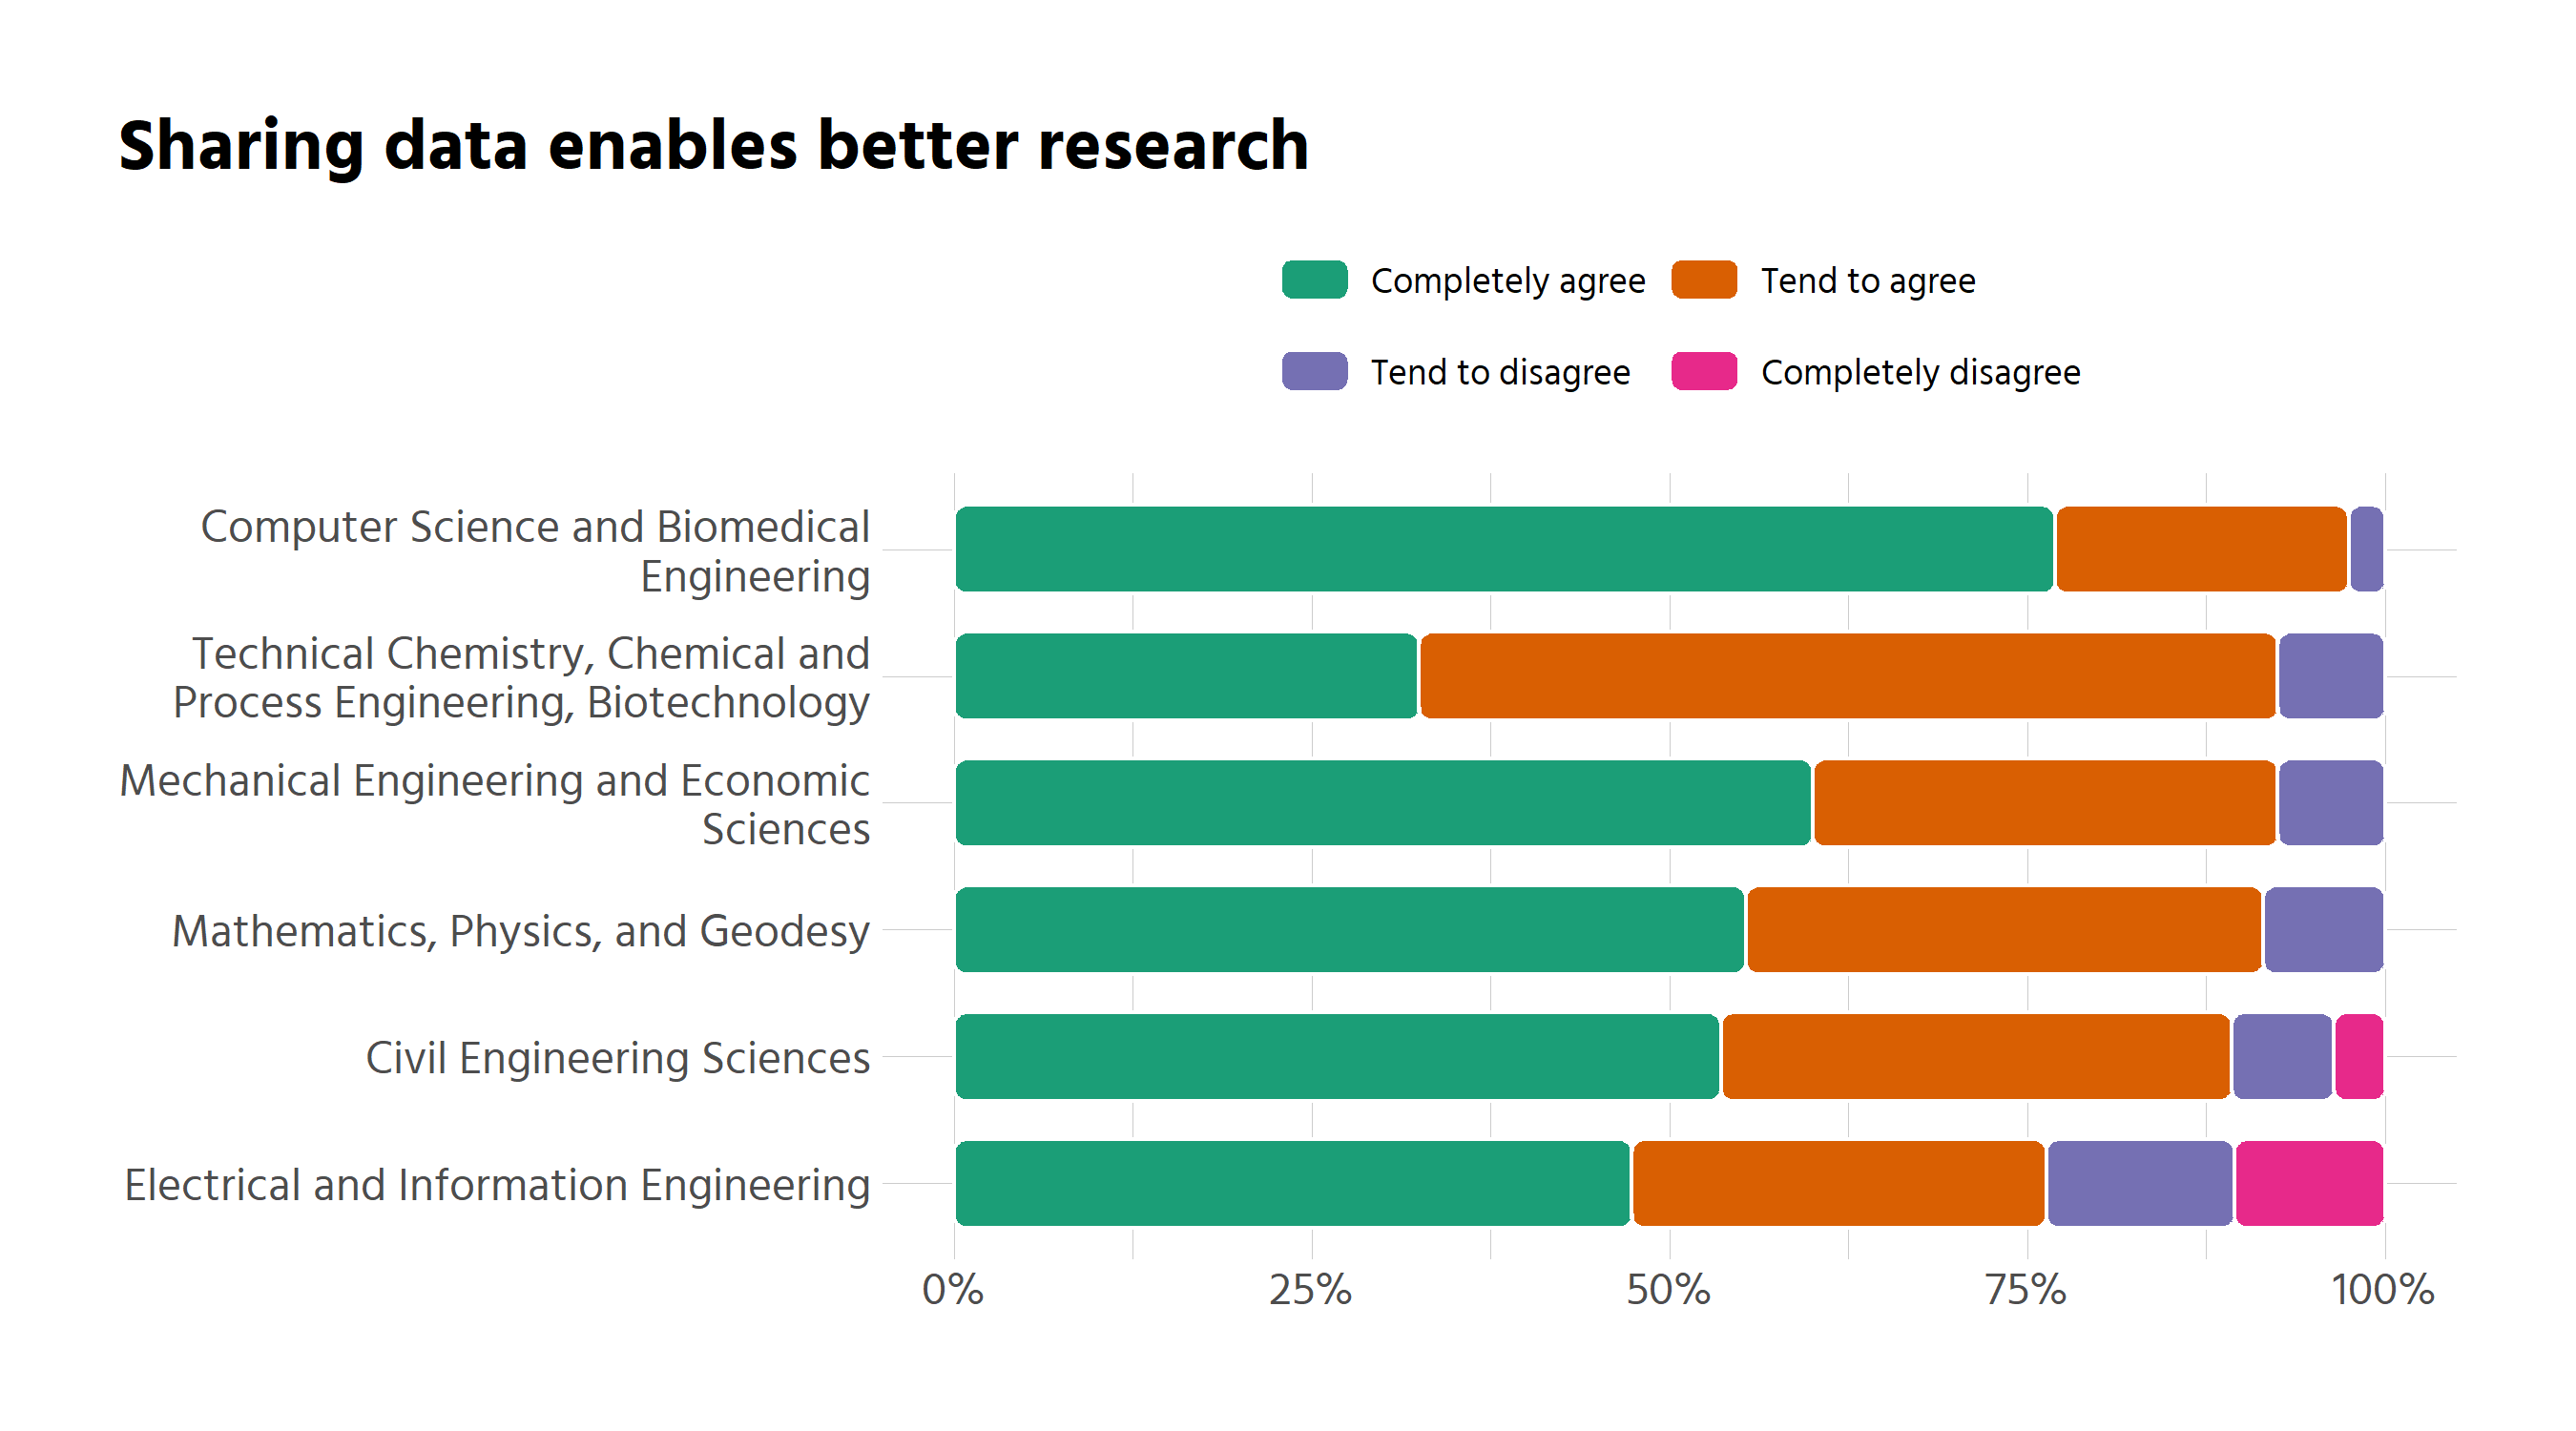 Sharing data enables better research
Completely agree
Tend to agree
Tend to disagree
Completely disagree
Computer Science and Biomedical
Engineering
Technical Chemistry, Chemical and
Process Engineering, Biotechnology
Mechanical Engineering and Economic
Sciences
Mathematics, Physics, and Geodesy
Civil Engineering Sciences
Electrical and Information Engineering
0% 25% 50% 75% 100%